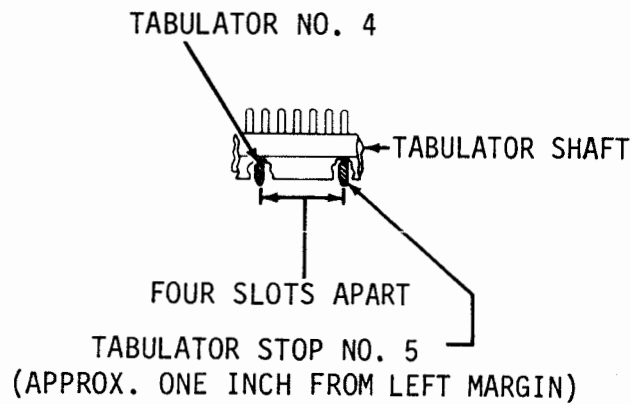 TABULATOR NO. 4
TABULATOR SHAFT
FOUR SLOTS APART
TABULATOR STOP NO. 5
(APPROX. ONE INCH FROM LEFT MARGIN)